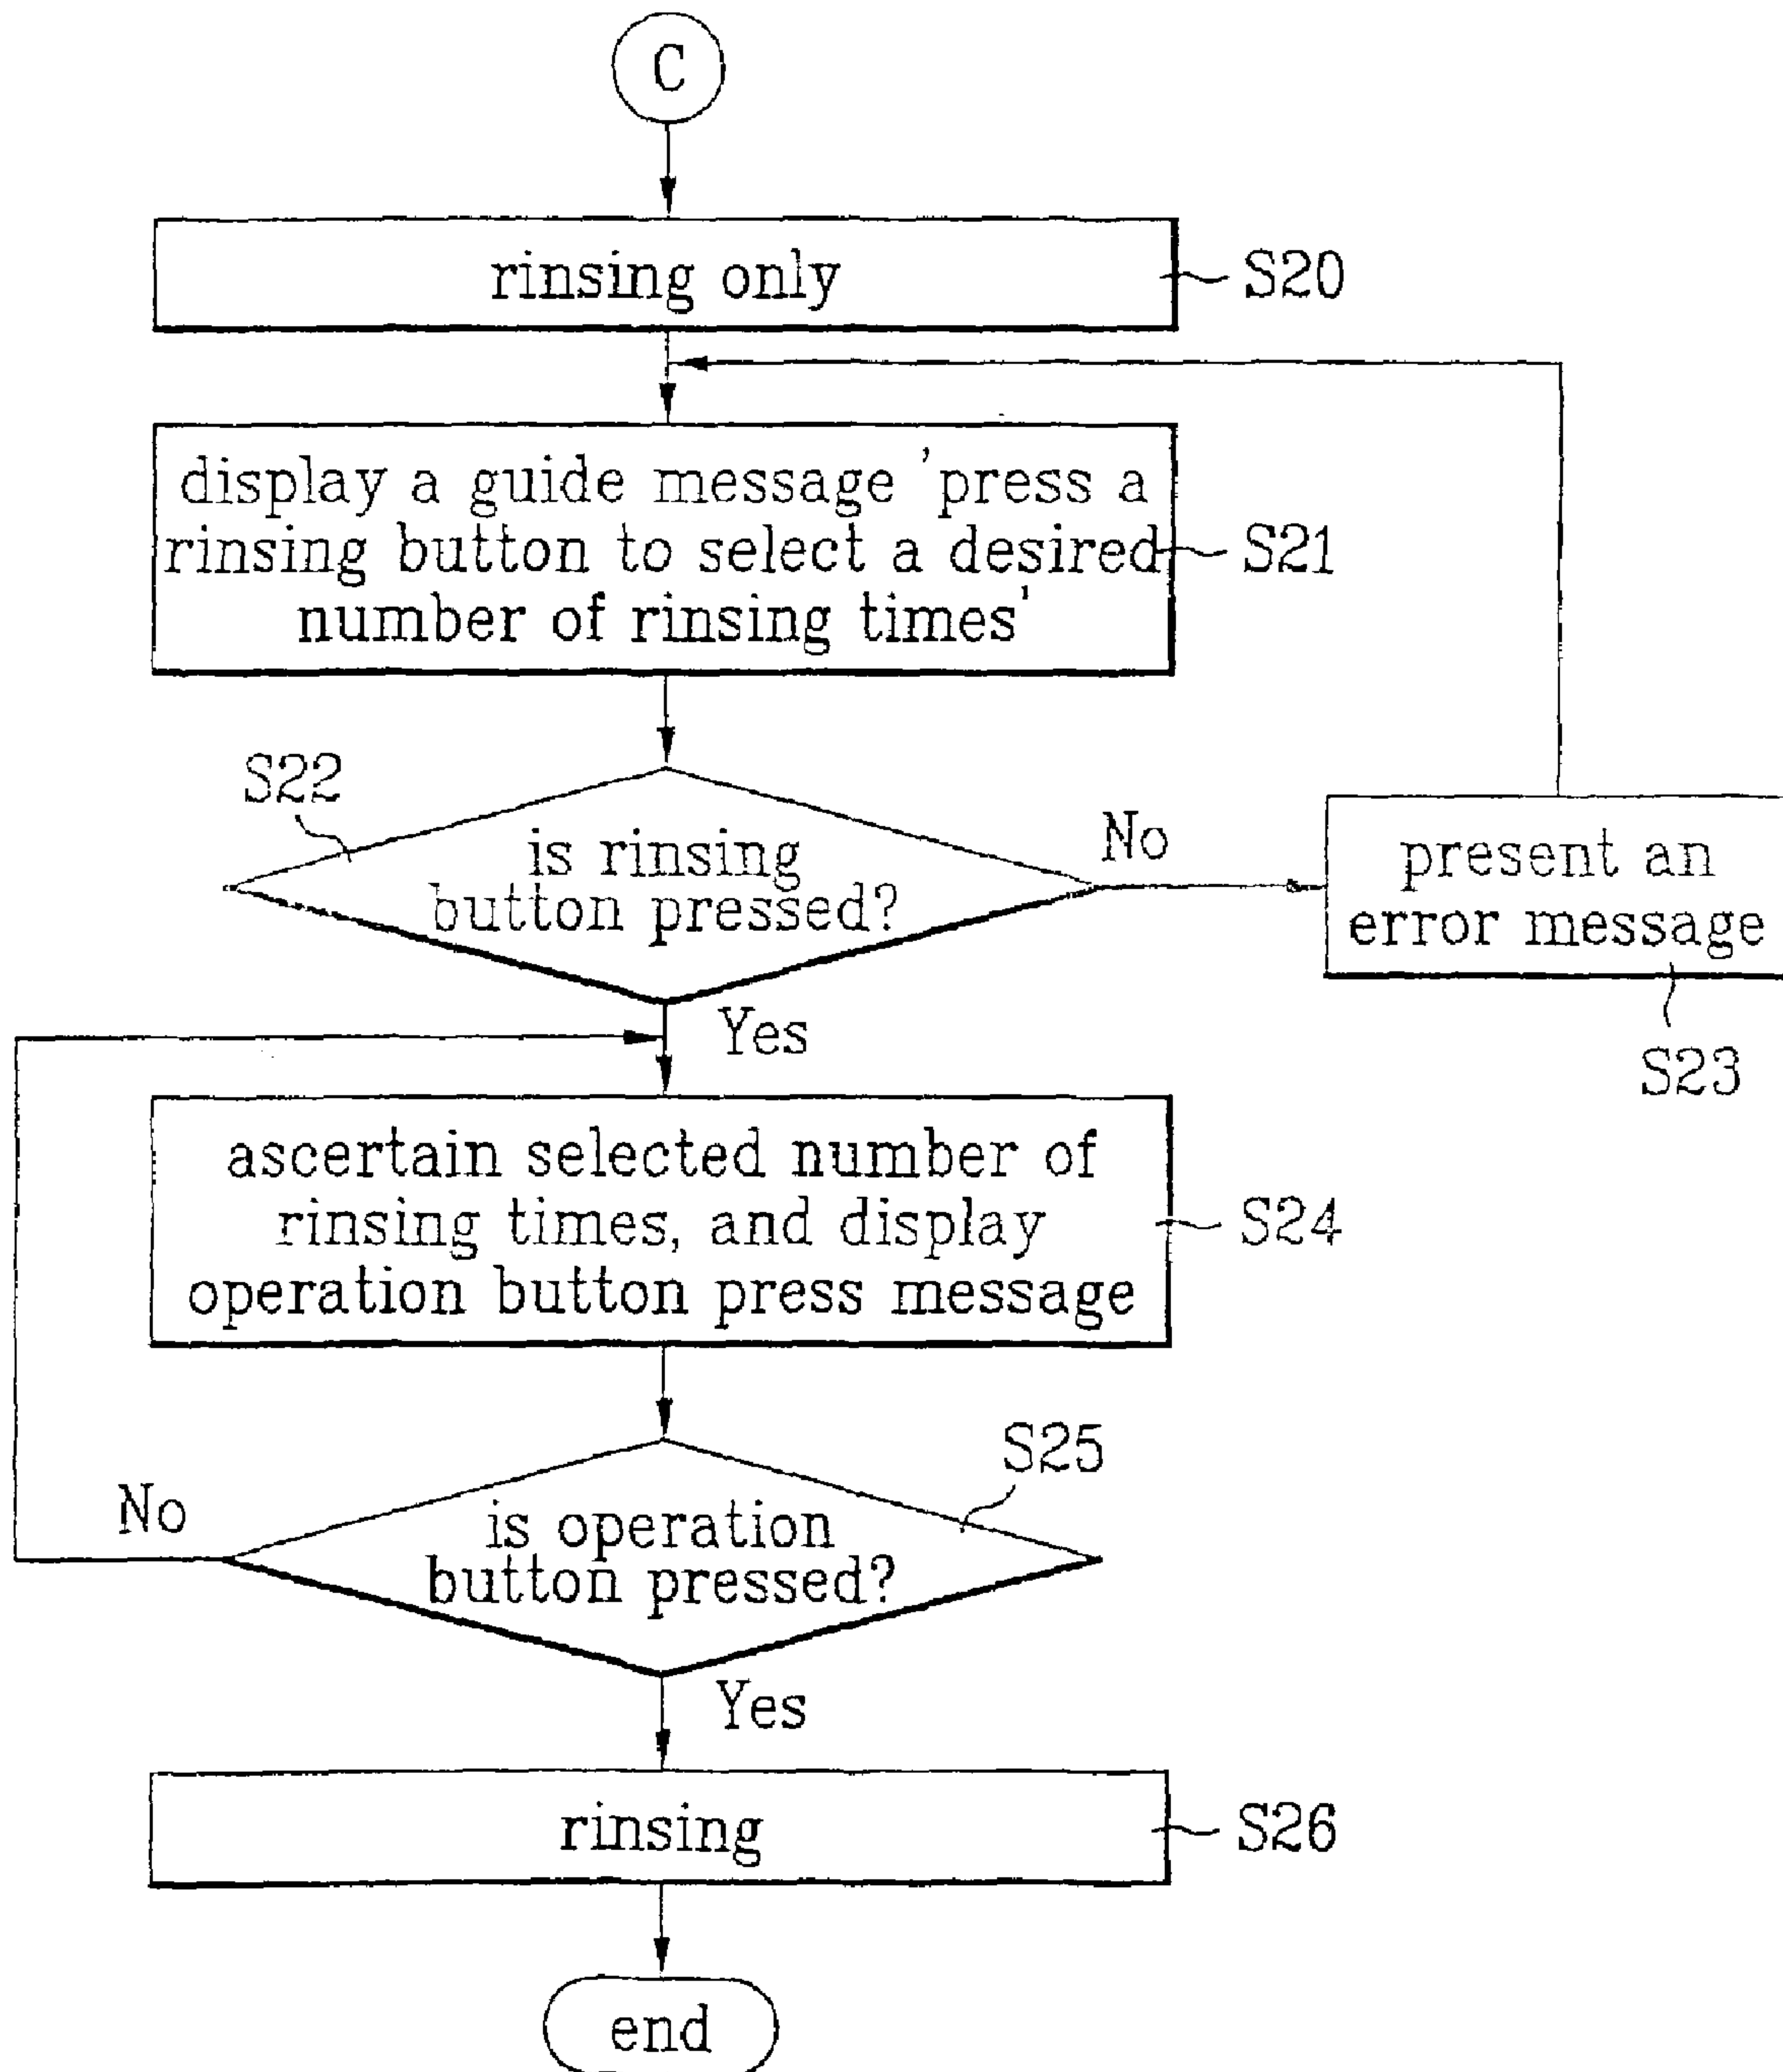 C
rinsing only
S20
display a guide message 'press a
rinsing button to select a desired
number of rinsing times'
S21
S22
is rinsing
button pressed?
No
present an
error message
S23
Yes
ascertain selected number of
rinsing times, and display
operation button press message
S24
S25
is operation
button pressed?
No
Yes
rinsing
S26
end